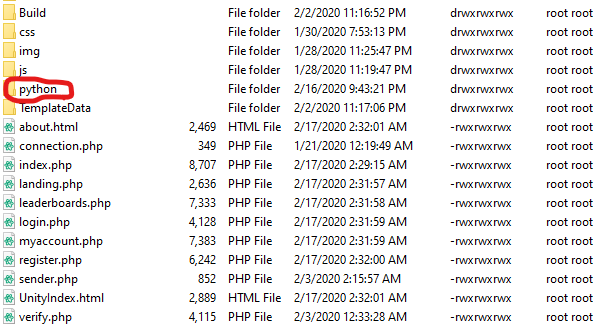 Build File folder 2/2/2020 11:16:52 PM drwxrwxrwx root root
css File folder 1/30/2020 7:53:13 PM drwxrwxrwx root root
img File folder 1/28/2020 11:25:47 PM drwxrwxrwx root root
js File folder 1/28/2020 11:19:47 PM drwxrwxrwx root root
python File folder 2/16/2020 9:43:21 PM drwxrwxrwx root root
TemplateData File folder 2/2/2020 11:17:06 PM drwxrwxrwx root root
about.html 2,469 HTML File 2/17/2020 2:32:01 AM -rwxrwxrwx root root
connection.php 349 PHP File 1/21/2020 12:19:49 AM -rwxrwxrwx root root
index.php 8,707 PHP File 2/17/2020 2:29:15 AM -rwxrwxrwx root root
landing.php 2,636 PHP File 2/17/2020 2:31:57 AM -rwxrwxrwx root root
leaderboards.php 7,333 PHP File 2/17/2020 2:31:58 AM -rwxrwxrwx root root
login.php 4,128 PHP File 2/17/2020 2:31:59 AM -rwxrwxrwx root root
myaccount.php 7,383 PHP File 2/17/2020 2:31:59 AM -rwxrwxrwx root root
register.php 6,242 PHP File 2/17/2020 2:32:00 AM -rwxrwxrwx root root
sender.php 852 PHP File 2/3/2020 2:15:57 AM -rwxrwxrwx root root
UnityIndex.html 2,889 HTML File 2/17/2020 2:32:01 AM -rwxrwxrwx root root
verify.php 4,115 PHP File 2/3/2020 12:33:28 AM -rwxrwxrwx root root